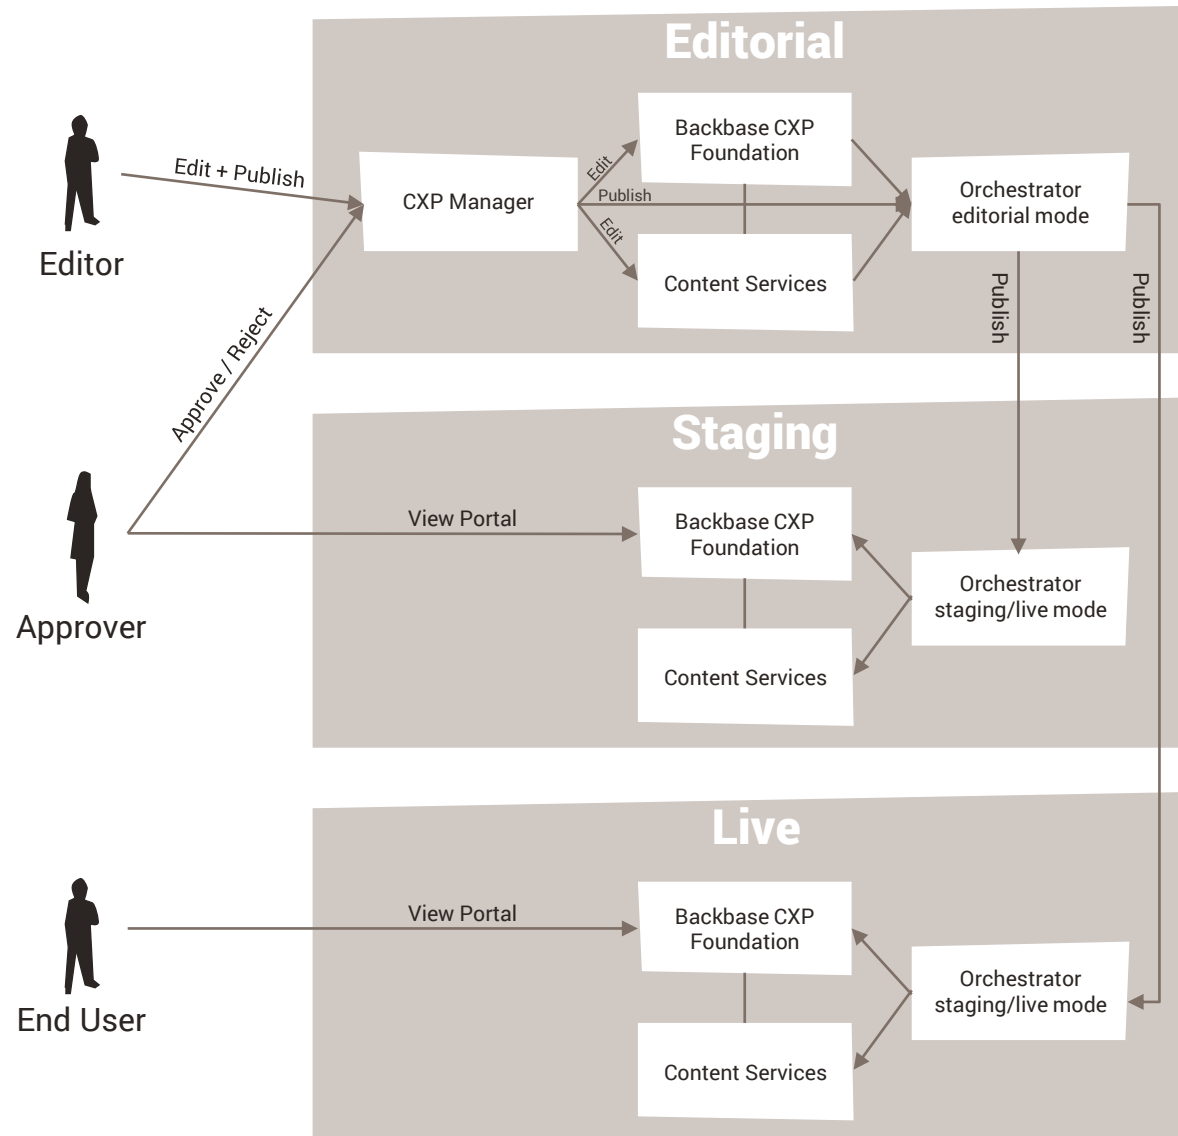 Editorial
Backbase CXP
Foundation
Edit + Publish
Edit
CXP Manager
Publish
Orchestrator
editorial mode
Edit
Editor
Content Services
Publish
Publish
Approve / Reject
Staging
View Portal
Backbase CXP
Foundation
Orchestrator
staging/live mode
Approver
Content Services
Live
View Portal
Backbase CXP
Foundation
Orchestrator
staging/live mode
End User
Content Services